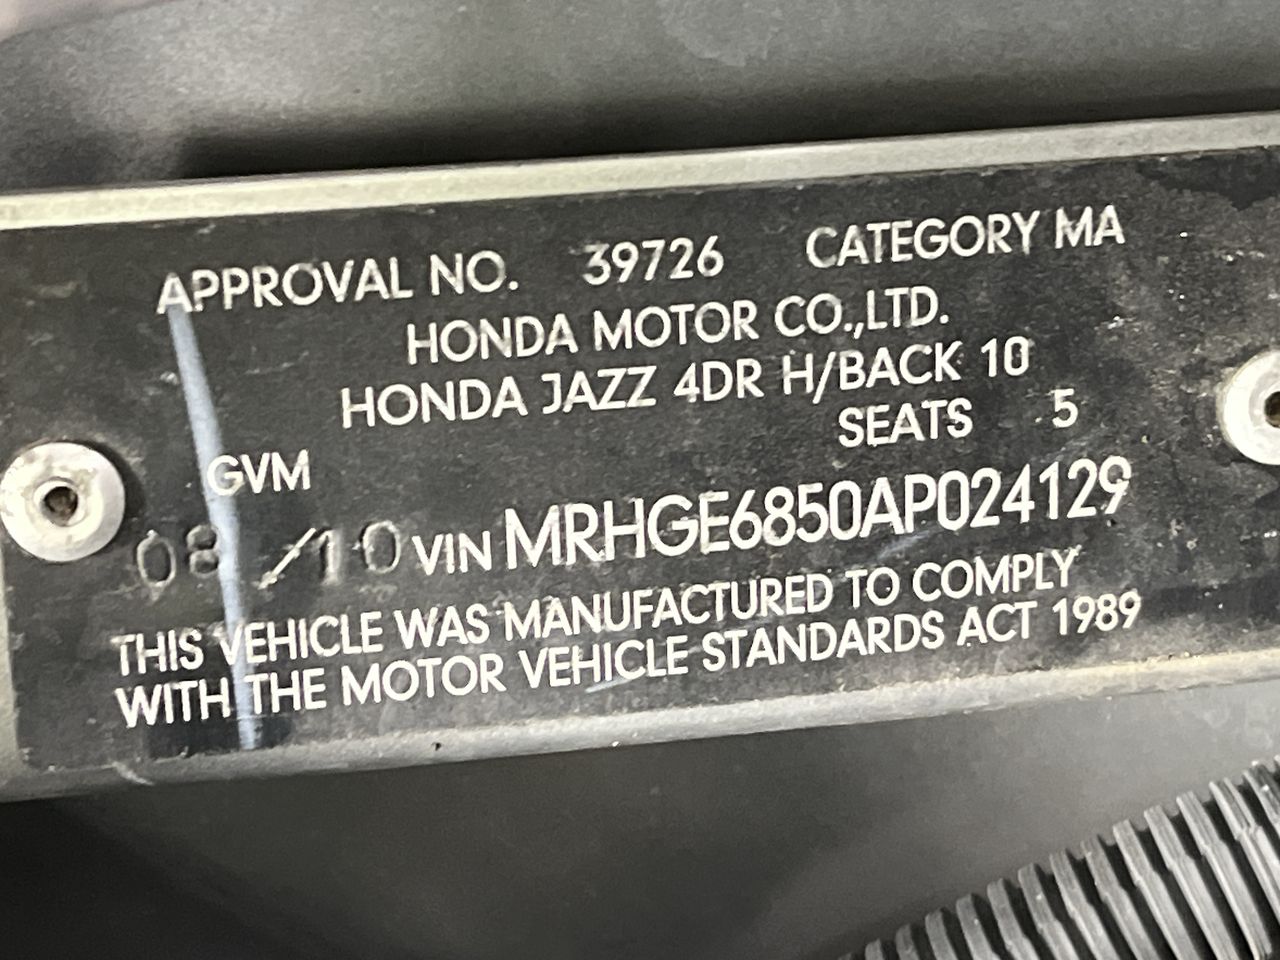 APPROVAL NO. 39726 CATEGORY MA
HONDA MOTOR CO.,LTD.
HONDA JAZZ 4DR H/BACK 10
SEATS 5
GVM
08/10 VIN MRHGE6850AP024129
THIS VEHICLE WAS MANUFACTURED TO COMPLY
WITH THE MOTOR VEHICLE STANDARDS ACT 1989